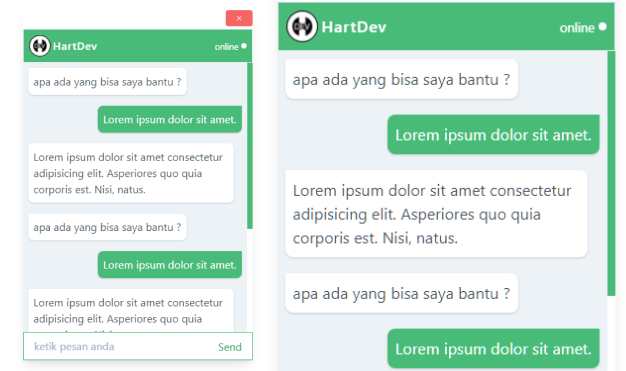 ×
HartDev
online
apa ada yang bisa saya bantu ?
Lorem ipsum dolor sit amet.
Lorem ipsum dolor sit amet consectetur
adipisicing elit. Asperiores quo quia
corporis est. Nisi, natus.
apa ada yang bisa saya bantu ?
Lorem ipsum dolor sit amet.
Lorem ipsum dolor sit amet consectetur
adipisicing elit. Asperiores quo quia
ketik pesan anda
Send
HartDev
online
apa ada yang bisa saya bantu ?
Lorem ipsum dolor sit amet.
Lorem ipsum dolor sit amet consectetur
adipisicing elit. Asperiores quo quia
corporis est. Nisi, natus.
apa ada yang bisa saya bantu ?
Lorem ipsum dolor sit amet.